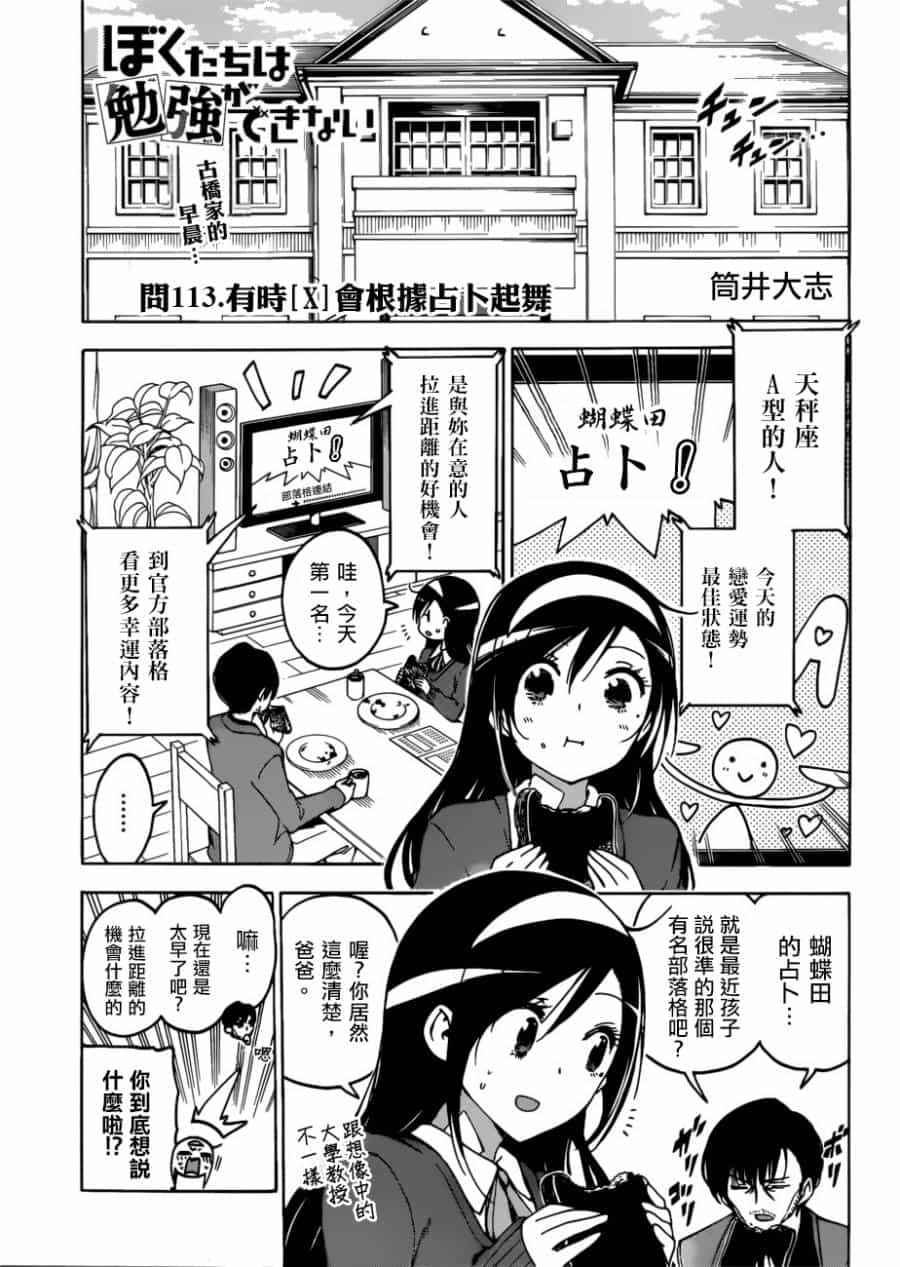 ぼくたちは
勉強ができない
チュン
チュン…
古橋家的
早晨…
問113.有時[X]會根據占卜起舞
筒井大志
天秤座
A型的人！
蝴蝶田
占卜！
今天的
戀愛運勢
最佳狀態！
是與妳在意的人
拉進距離的好機會！
蝴蝶田
占卜！
部落格連結
哇，今天
第一名…
到官方部落格
看更多幸運內容！
……
蝴蝶田
的占卜…
就是最近孩子
説很準的那個
有名部落格吧？
ボソ
ボソ
喔？你居然
這麼清楚，
爸爸。
跟想像中的
大學教授
不一樣
嘛…
現在還是
太早了吧？
拉進距離的
機會什麼的
嗯
你到底想說
什麼啦!?